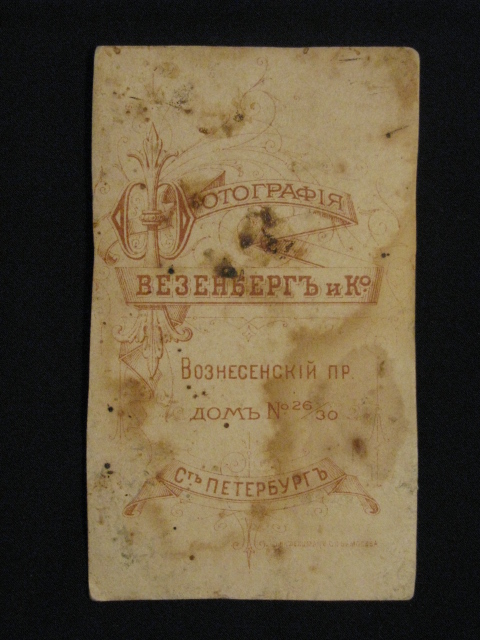 ФОТОГРАФІЯ
ВЕЗЕНБЕРГЪ и Ко.
ВОЗНЕСЕНСКІЙ ПР.
ДОМЪ № 26/30
СТЪ ПЕТЕРБУРГЪ